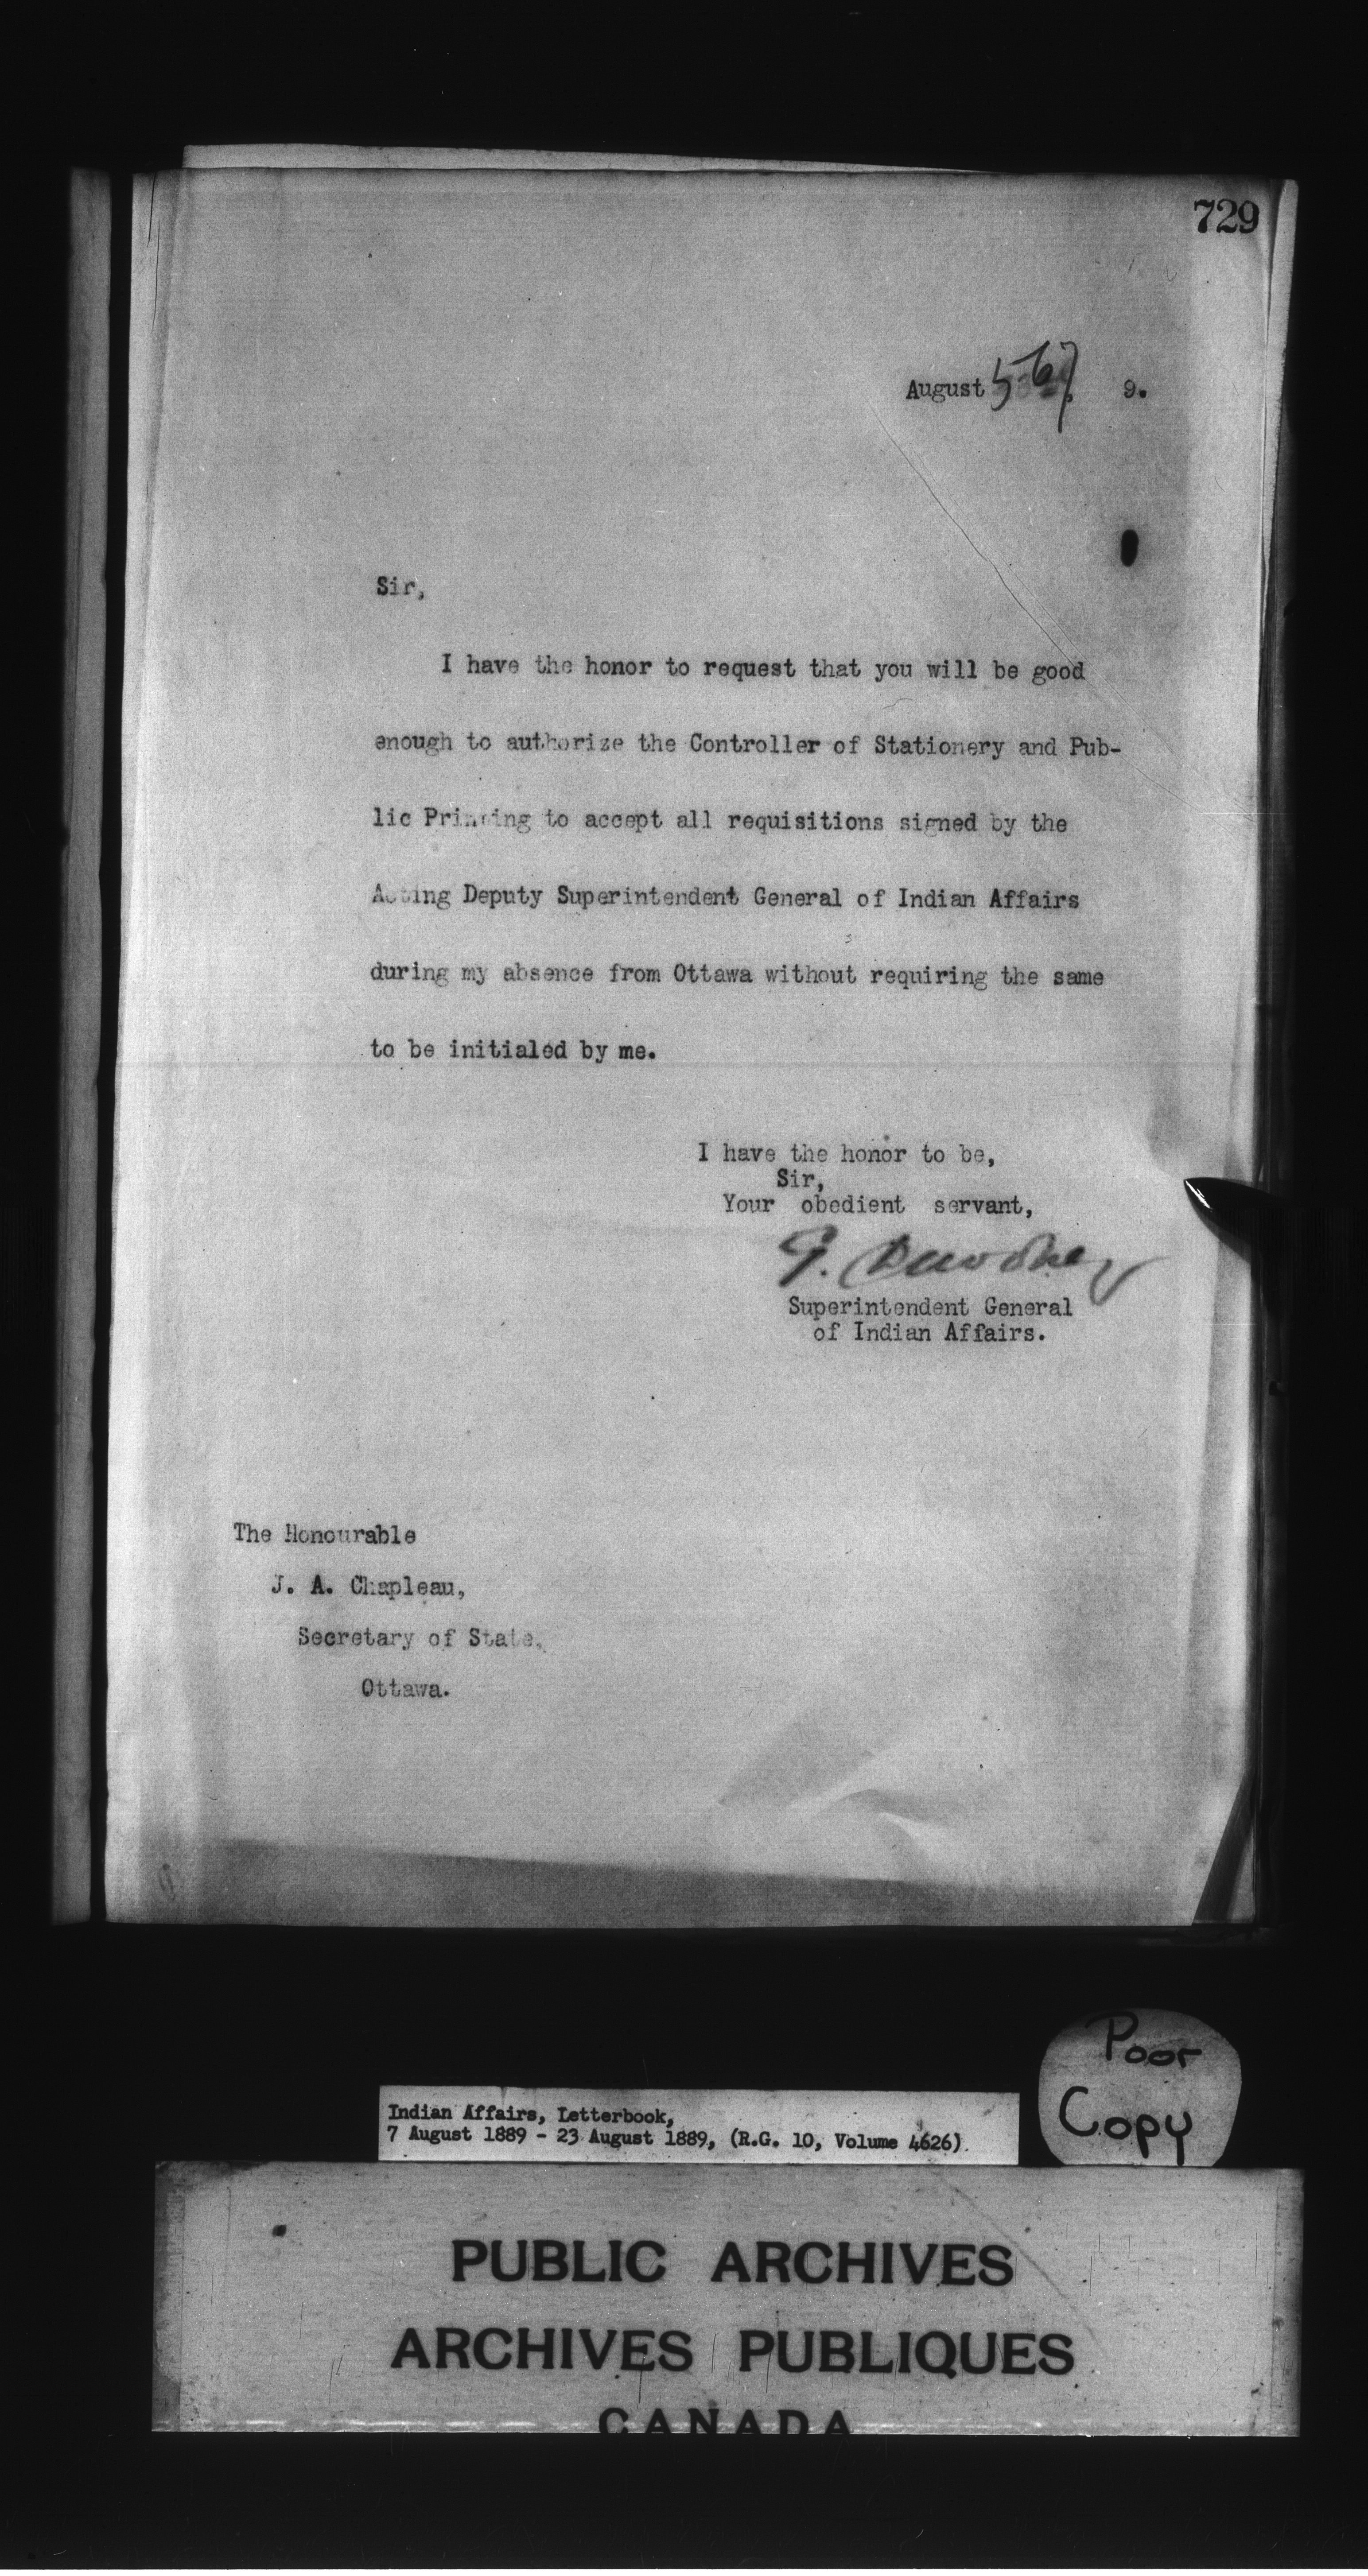 729
August 9.
Sir,
I have the honor to request that you will be good
enough to authorize the Controller of Stationery and Pub-
lic Printing to accept all requisitions signed by the
Acting Deputy Superintendent General of Indian Affairs
during my absence from Ottawa without requiring the same
to be initialed by me.
I have the honor to be,
Sir,
Your obedient servant,
Superintendent General
of Indian Affairs.
The Honourable
J. A. Chapleau,
Secretary of State,
Ottawa.
Poor
Copy
Indian Affairs, Letterbook,
7 August 1889 - 23 August 1889, (R.G. 10, Volume 4626).
PUBLIC ARCHIVES
ARCHIVES PUBLIQUES
CANADA